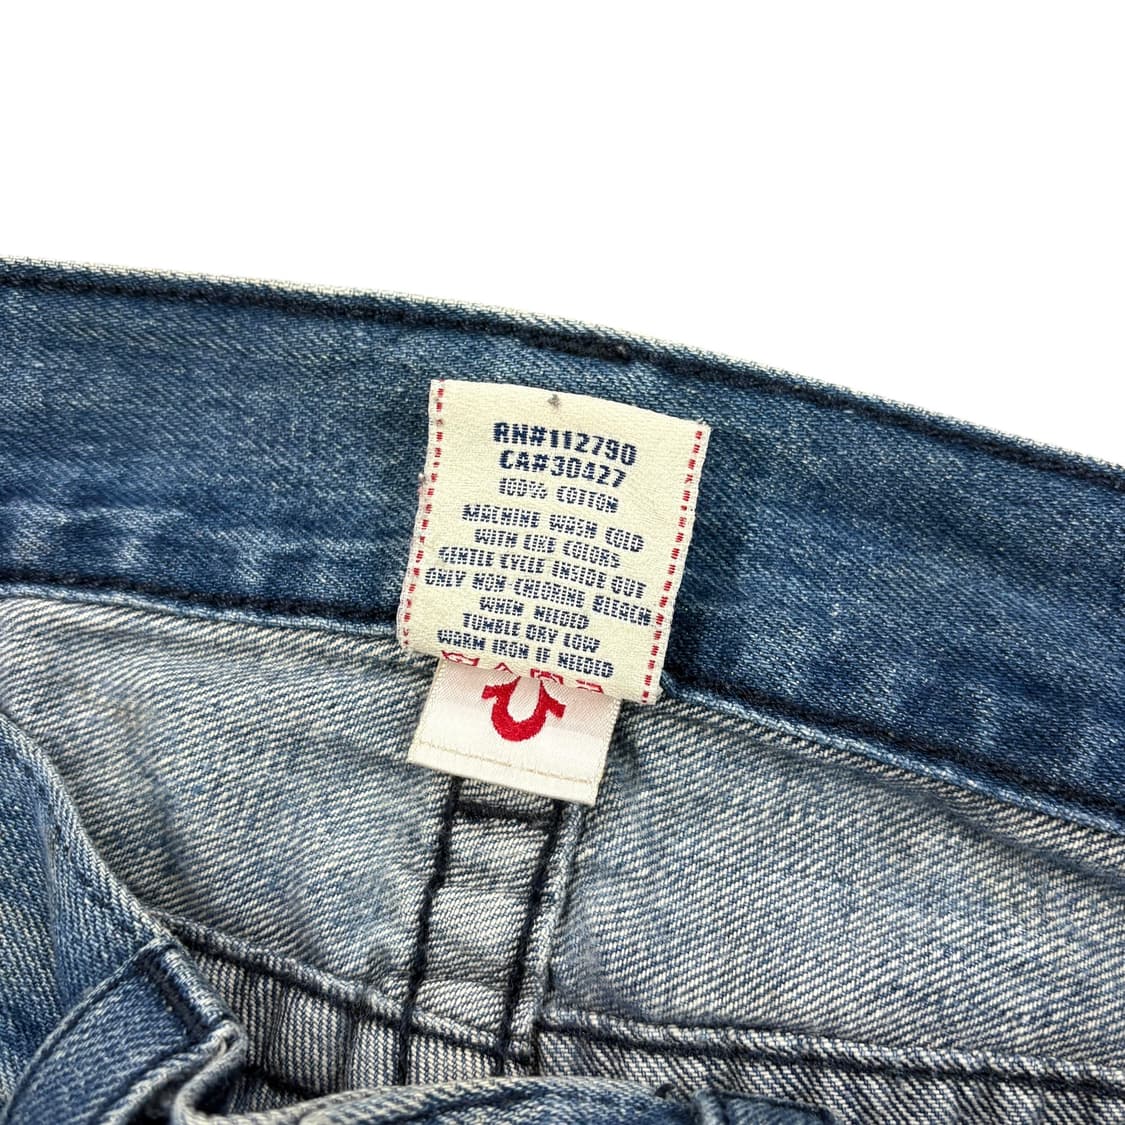 RN#112790
CA#30427
100% COTTON
MACHINE WASH COLD
WITH LIKE COLORS
GENTLE CYCLE INSIDE OUT
ONLY NON CHLORINE BLEACH
WHEN NEEDED
TUMBLE DRY LOW
WARM IRON IF NEEDED